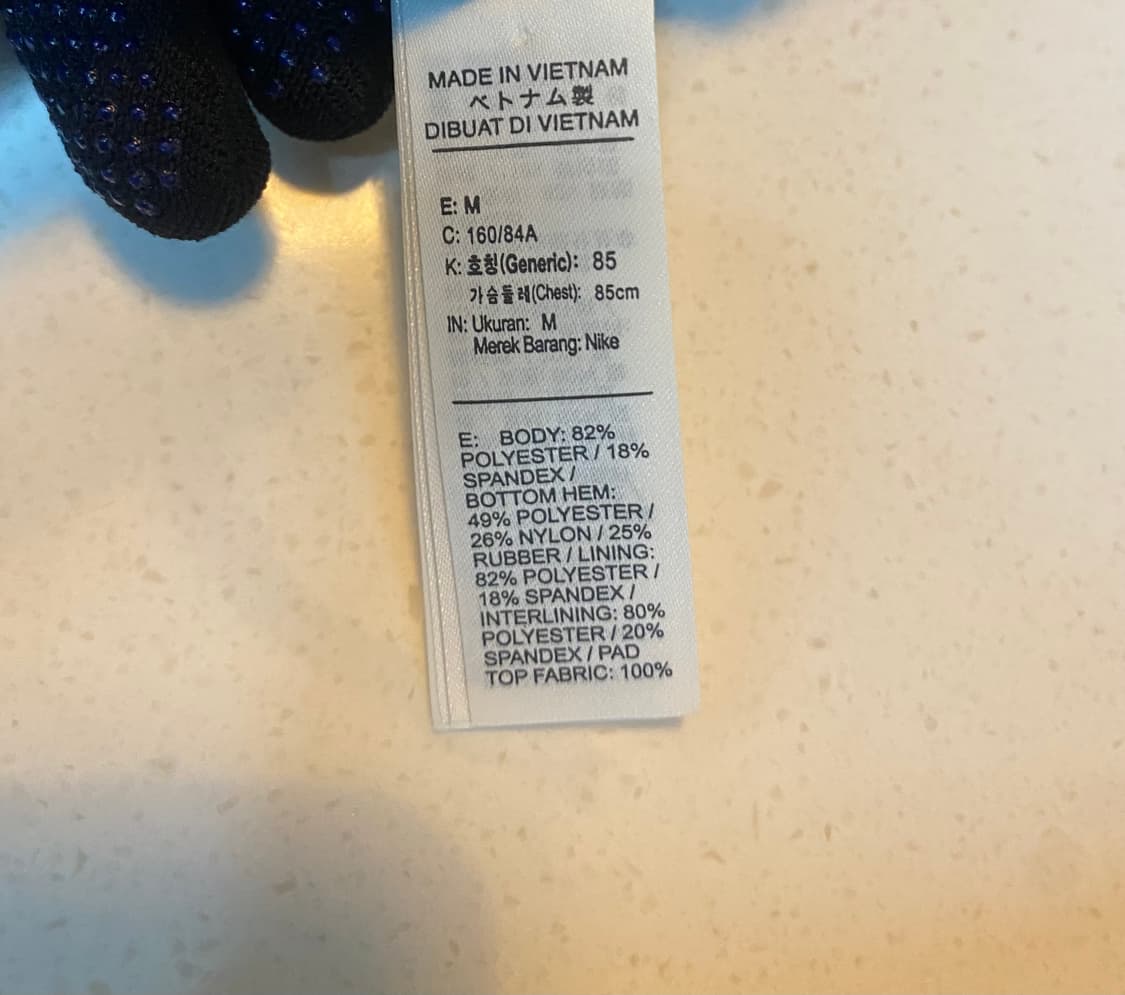 MADE IN VIETNAM
ベトナム製
DIBUAT DI VIETNAM
E: M
C: 160/84A
K: 호칭(Generic): 85
가슴둘레(Chest): 85cm
IN: Ukuran: M
Merek Barang: Nike
E: BODY: 82%
POLYESTER / 18%
SPANDEX /
BOTTOM HEM:
49% POLYESTER /
26% NYLON / 25%
RUBBER / LINING:
82% POLYESTER /
18% SPANDEX /
INTERLINING: 80%
POLYESTER / 20%
SPANDEX / PAD
TOP FABRIC: 100%